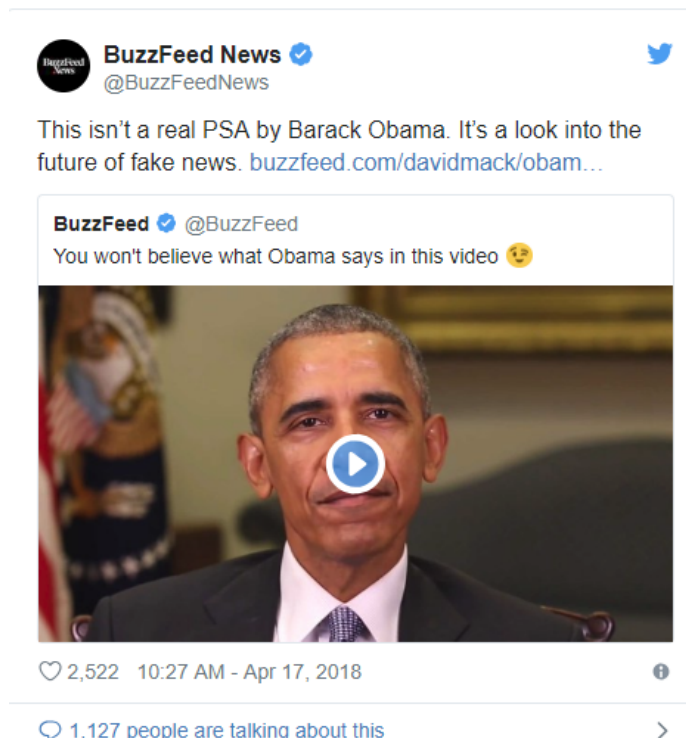 BuzzFeed News
BuzzFeed News
@BuzzFeedNews
This isn’t a real PSA by Barack Obama. It’s a look into the
future of fake news. buzzfeed.com/davidmack/obam…
BuzzFeed @BuzzFeed
You won't believe what Obama says in this video 😉
2,522 10:27 AM - Apr 17, 2018
1,127 people are talking about this